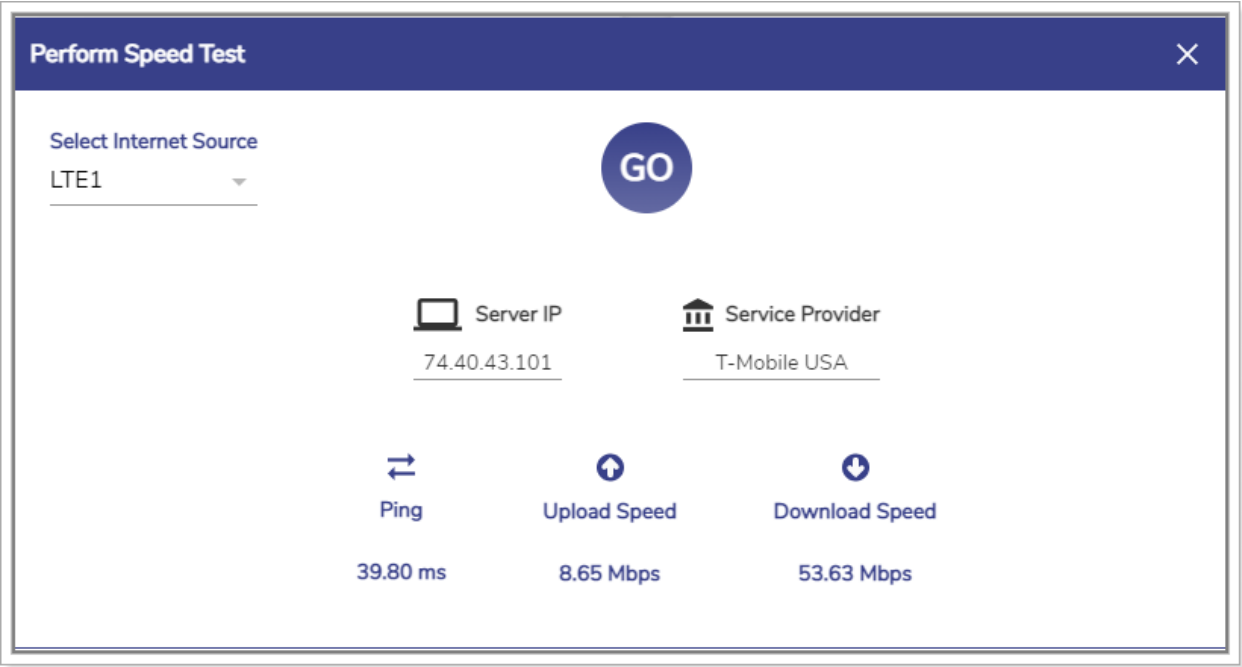 Perform Speed Test
Select Internet Source
LTE1
GO
Server IP
Service Provider
74.40.43.101
T-Mobile USA
Ping
Upload Speed
Download Speed
39.80 ms
8.65 Mbps
53.63 Mbps